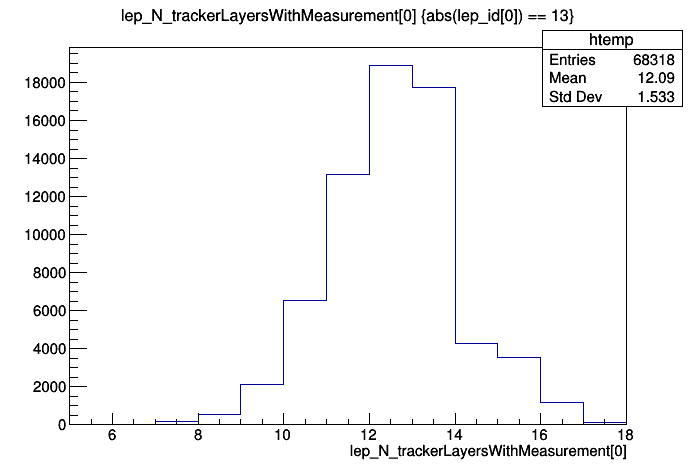 lep_N_trackerLayersWithMeasurement[0] {abs(lep_id[0]) == 13}
htemp
Entries 68318
Mean 12.09
Std Dev 1.533
18000
16000
14000
12000
10000
8000
6000
4000
2000
0
6 8 10 12 14 16 18
lep_N_trackerLayersWithMeasurement[0]